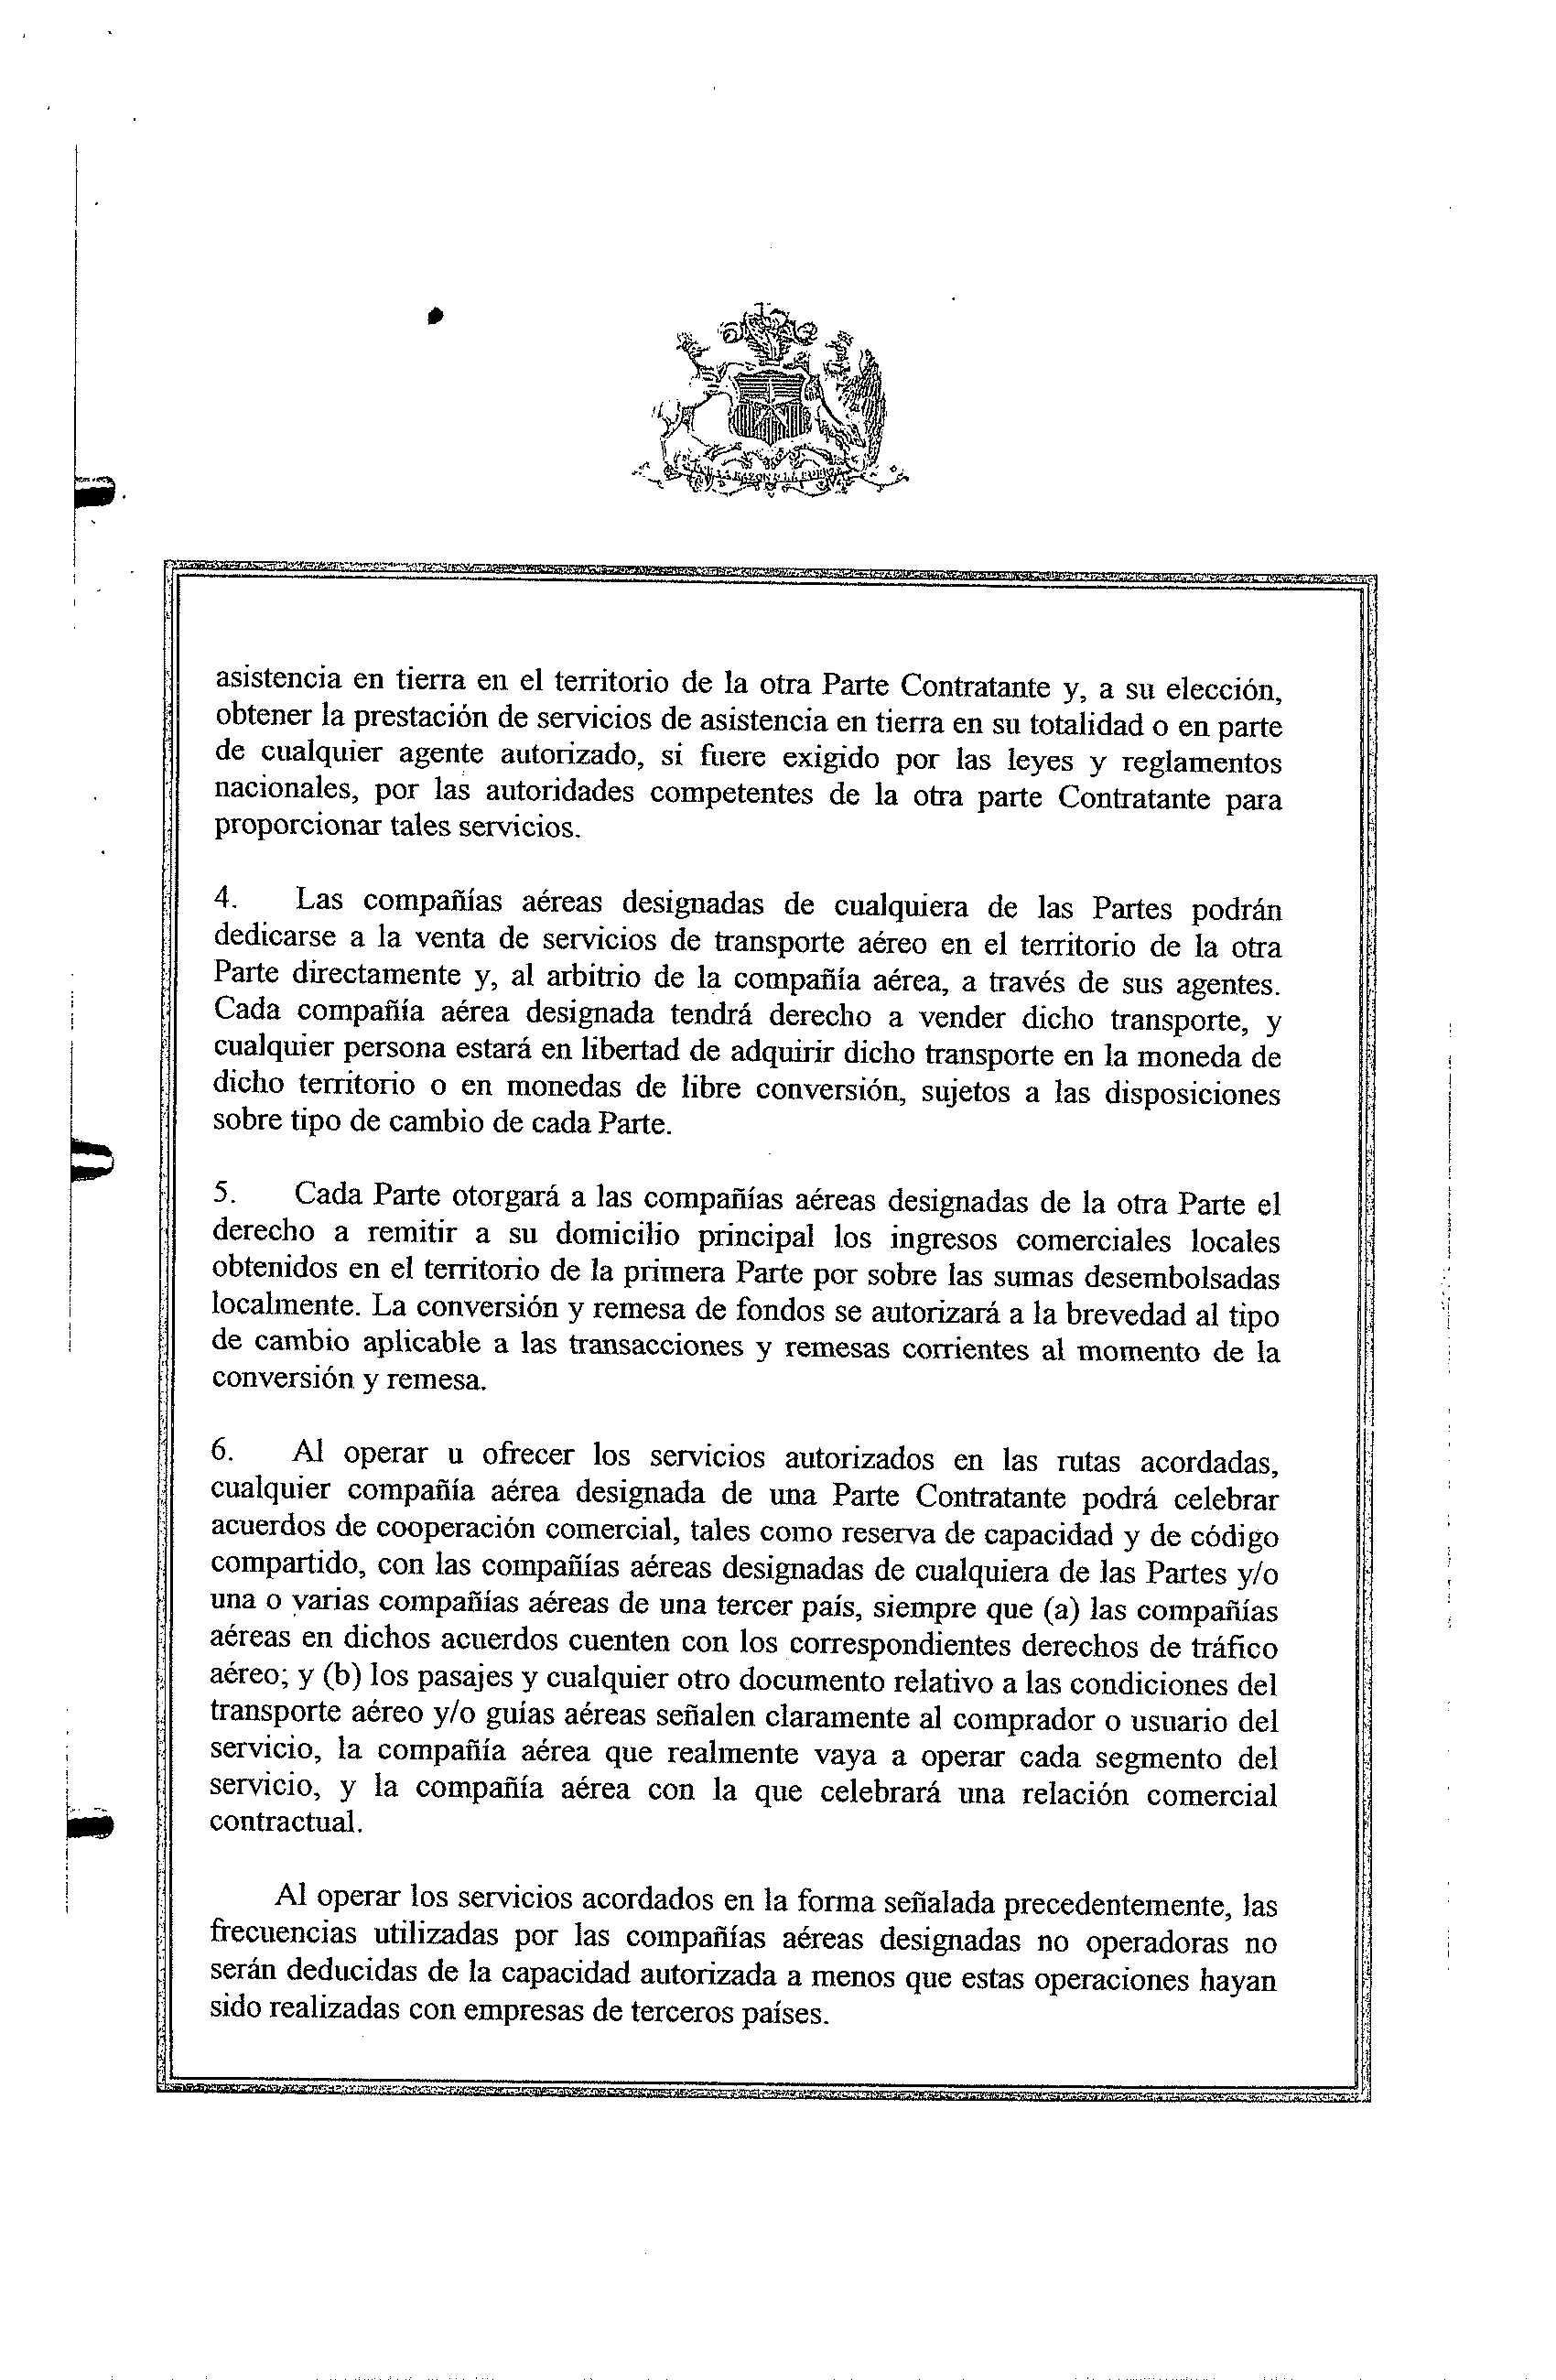 asistencia en tierra en el territorio de la otra Parte Contratante y, a su elección,
obtener la prestación de servicios de asistencia en tierra en su totalidad o en parte
de cualquier agente autorizado, si fuere exigido por las leyes y reglamentos
nacionales, por las autoridades competentes de la otra parte Contratante para
proporcionar tales servicios.
4. Las compañías aéreas designadas de cualquiera de las Partes podrán
dedicarse a la venta de servicios de transporte aéreo en el territorio de la otra
Parte directamente y, al arbitrio de la compañía aérea, a través de sus agentes.
Cada compañía aérea designada tendrá derecho a vender dicho transporte, y
cualquier persona estará en libertad de adquirir dicho transporte en la moneda de
dicho territorio o en monedas de libre conversión, sujetos a las disposiciones
sobre tipo de cambio de cada Parte.
5. Cada Parte otorgará a las compañías aéreas designadas de la otra Parte el
derecho a remitir a su domicilio principal los ingresos comerciales locales
obtenidos en el territorio de la primera Parte por sobre las sumas desembolsadas
localmente. La conversión y remesa de fondos se autorizará a la brevedad al tipo
de cambio aplicable a las transacciones y remesas corrientes al momento de la
conversión y remesa.
6. Al operar u ofrecer los servicios autorizados en las rutas acordadas,
cualquier compañía aérea designada de una Parte Contratante podrá celebrar
acuerdos de cooperación comercial, tales como reserva de capacidad y de código
compartido, con las compañías aéreas designadas de cualquiera de las Partes y/o
una o varias compañías aéreas de una tercer país, siempre que (a) las compañías
aéreas en dichos acuerdos cuenten con los correspondientes derechos de tráfico
aéreo; y (b) los pasajes y cualquier otro documento relativo a las condiciones del
transporte aéreo y/o guías aéreas señalen claramente al comprador o usuario del
servicio, la compañía aérea que realmente vaya a operar cada segmento del
servicio, y la compañía aérea con la que celebrará una relación comercial
contractual.
Al operar los servicios acordados en la forma señalada precedentemente, las
frecuencias utilizadas por las compañías aéreas designadas no operadoras no
serán deducidas de la capacidad autorizada a menos que estas operaciones hayan
sido realizadas con empresas de terceros países.